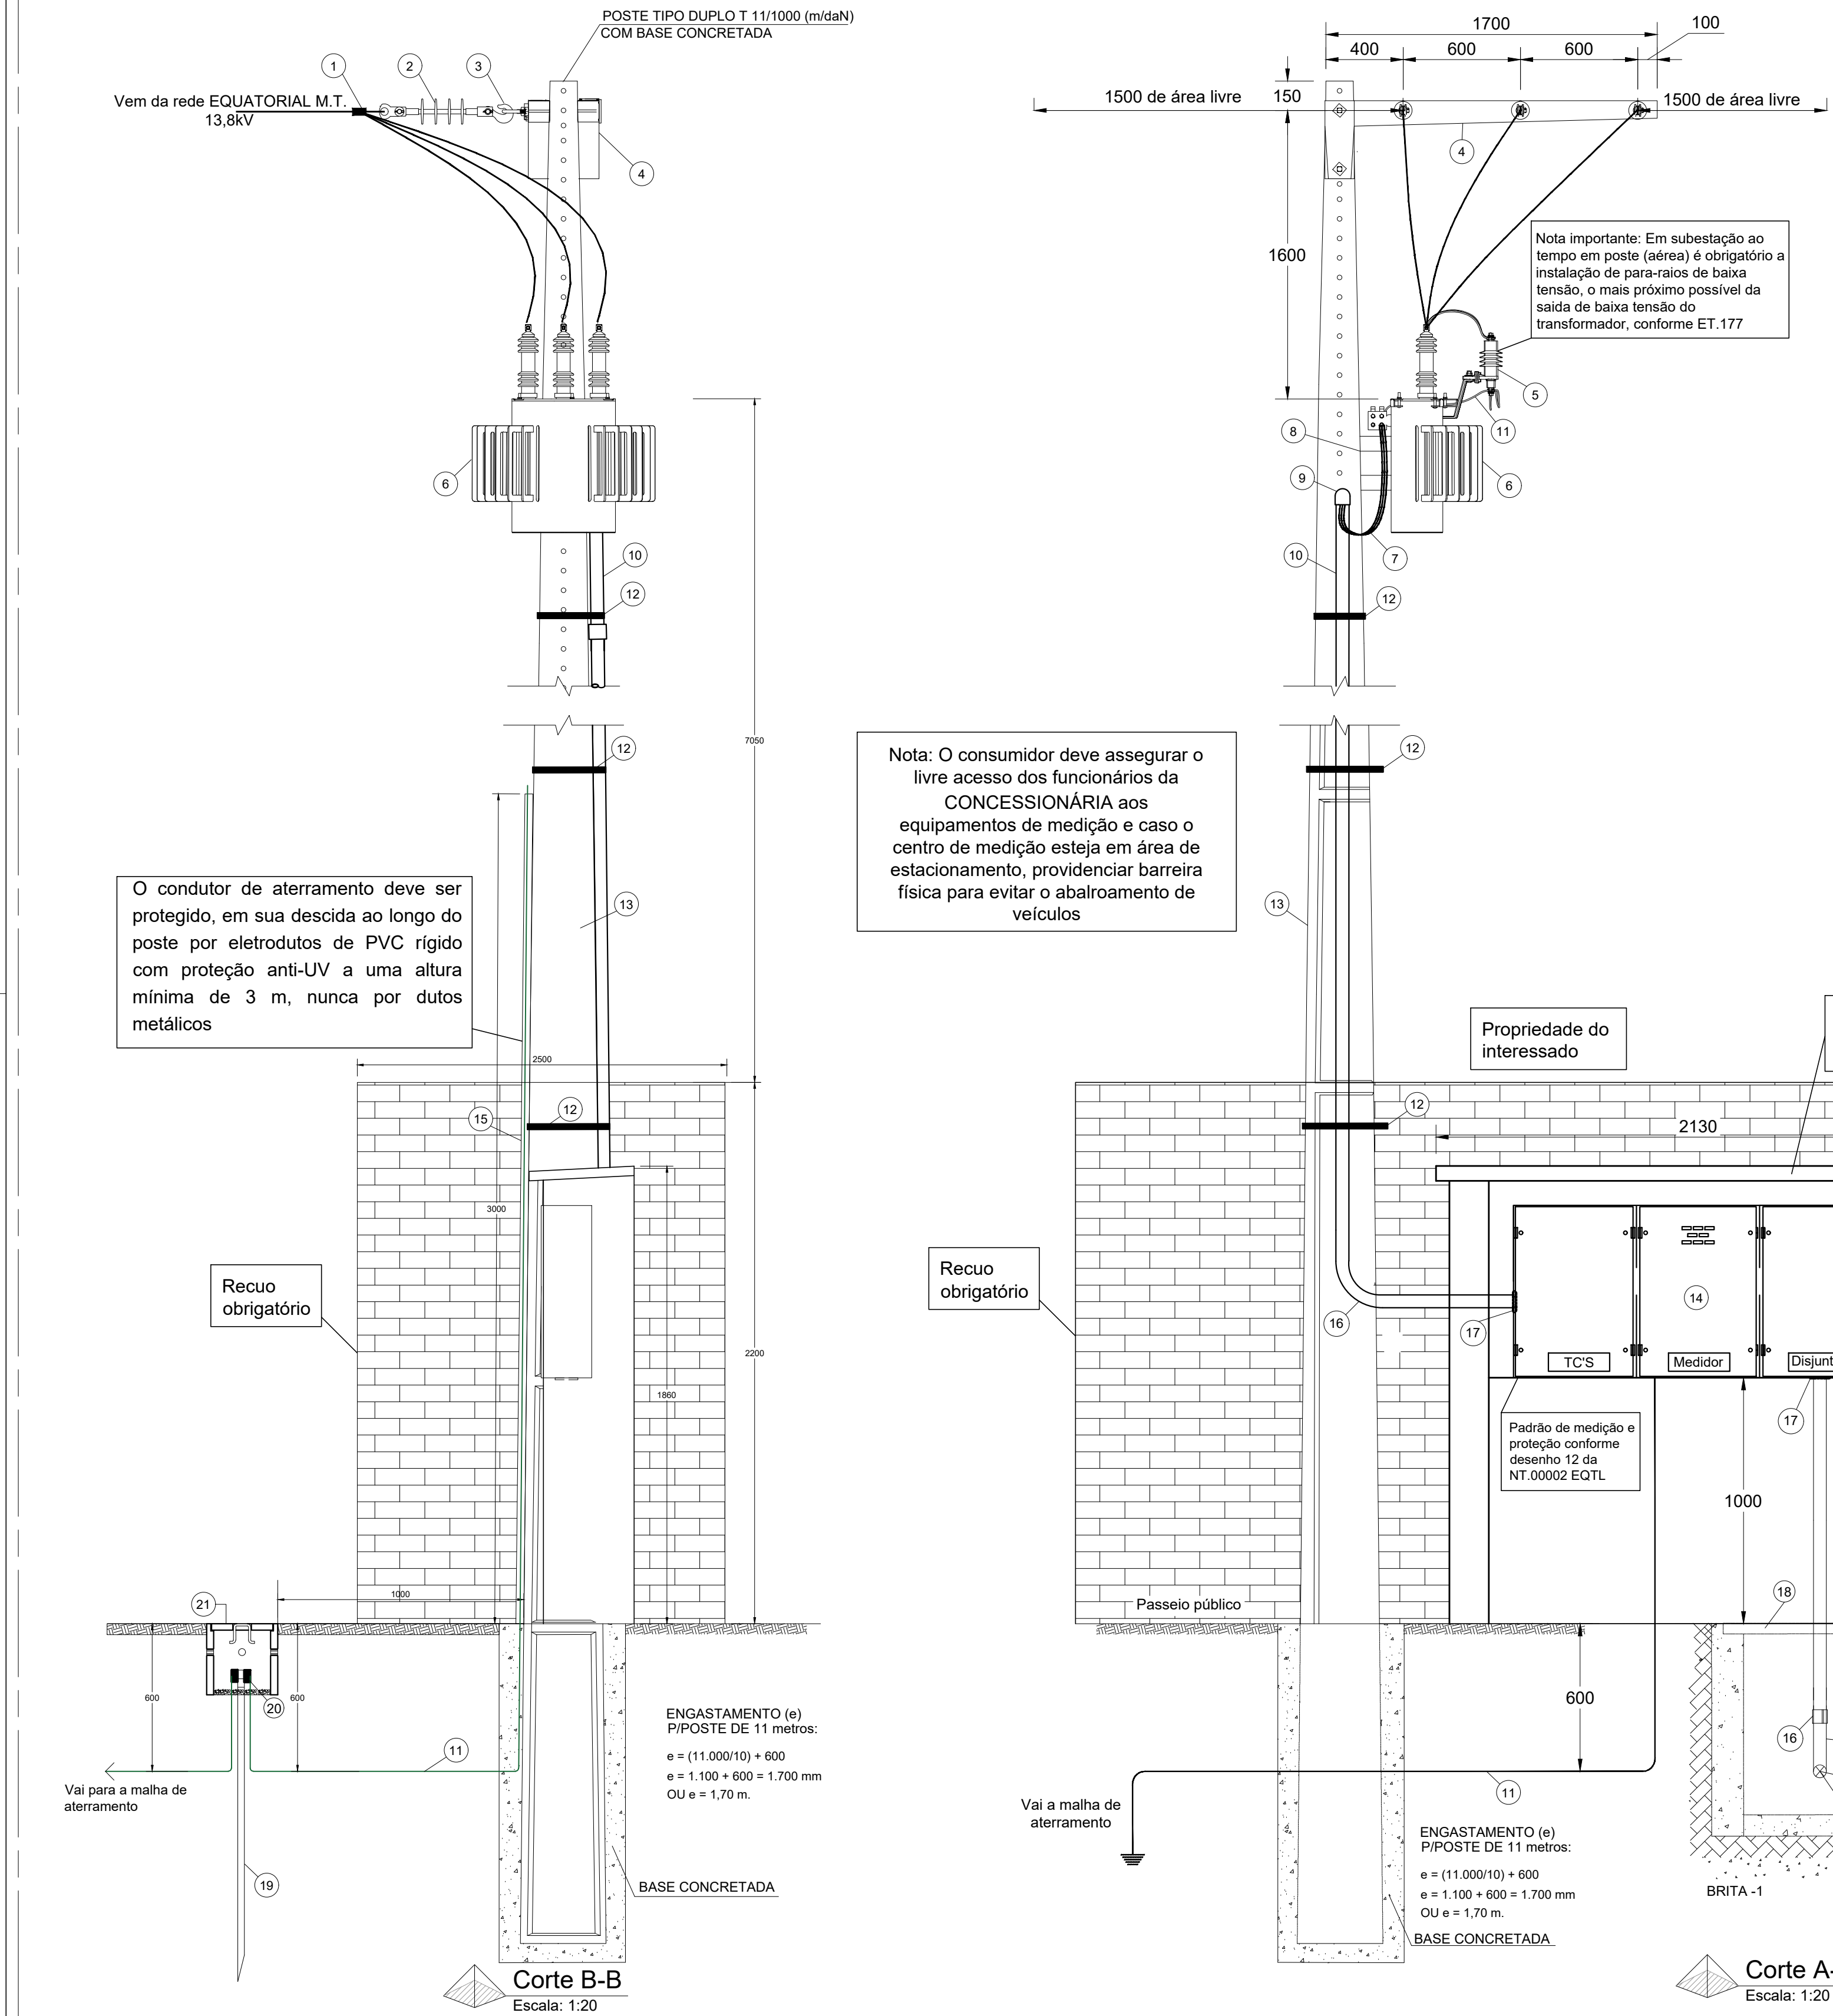 POSTE TIPO DUPLO T 11/1000 (m/daN)
COM BASE CONCRETADA
1
2
3
Vem da rede EQUATORIAL M.T.
13,8kV
4
6
10
12
7050
12
O condutor de aterramento deve ser
protegido, em sua descida ao longo do
poste por eletrodutos de PVC rígido
com proteção anti-UV a uma altura
mínima de 3 m, nunca por dutos
metálicos
13
2500
15
12
3000
Recuo
obrigatório
2200
1860
1000
21
600
600
20
11
Vai para a malha de
aterramento
19
ENGASTAMENTO (e)
P/POSTE DE 11 metros:
e = (11.000/10) + 600
e = 1.100 + 600 = 1.700 mm
OU e = 1,70 m.
BASE CONCRETADA
Corte B-B
Escala: 1:20
1700
100
400
600
600
1500 de área livre
150
1500 de área livre
4
1600
Nota importante: Em subestação ao
tempo em poste (aérea) é obrigatório a
instalação de para-raios de baixa
tensão, o mais próximo possível da
saida de baixa tensão do
transformador, conforme ET.177
5
8
11
9
6
10
7
12
Nota: O consumidor deve assegurar o
livre acesso dos funcionários da
CONCESSIONÁRIA aos
equipamentos de medição e caso o
centro de medição esteja em área de
estacionamento, providenciar barreira
física para evitar o abalroamento de
veículos
12
13
Propriedade do
interessado
12
2130
Recuo
obrigatório
14
16
17
TC'S
Medidor
Disjunt
17
Padrão de medição e
proteção conforme
desenho 12 da
NT.00002 EQTL
1000
Passeio público
18
600
16
11
Vai a malha de
aterramento
ENGASTAMENTO (e)
P/POSTE DE 11 metros:
e = (11.000/10) + 600
e = 1.100 + 600 = 1.700 mm
OU e = 1,70 m.
BASE CONCRETADA
BRITA -1
Corte A-
Escala: 1:20